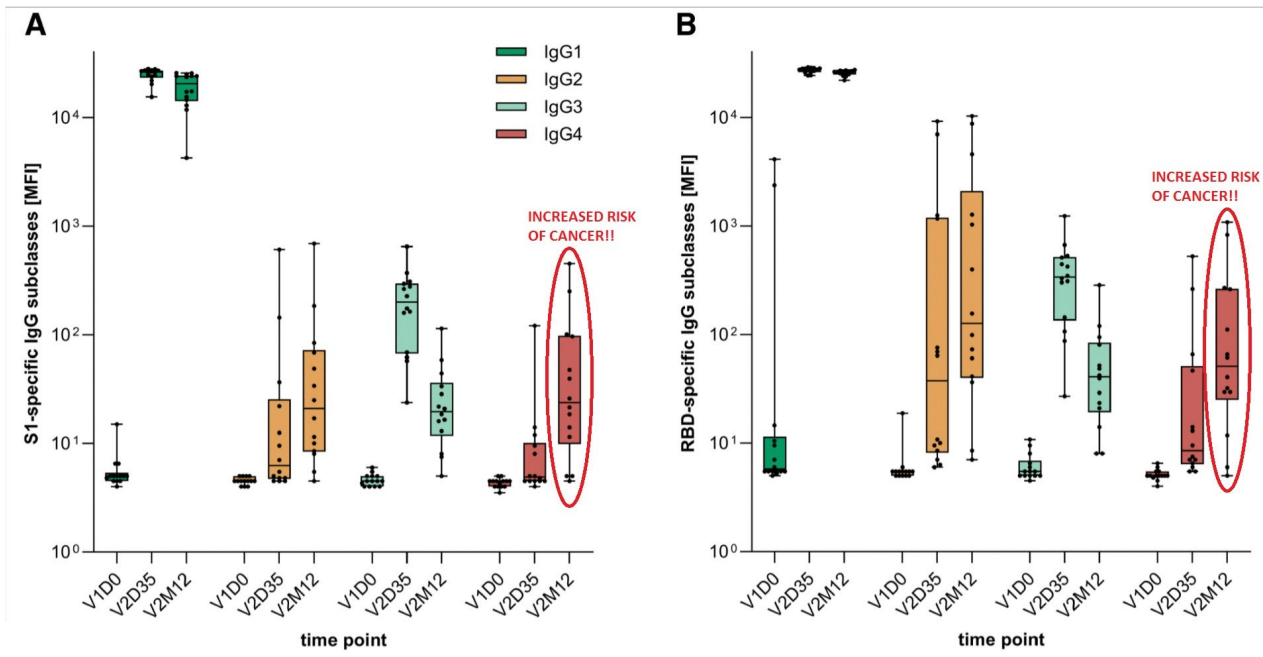 A
B
IgG1
IgG2
IgG3
IgG4
S1-specific IgG subclasses [MFI]
10⁴
10³
10²
10¹
10⁰
INCREASED RISK
OF CANCER!!
V1D0
V2D35
V2M12
V1D0
V2D35
V2M12
V1D0
V2D35
V2M12
V1D0
V2D35
V2M12
time point
RBD-specific IgG subclasses [MFI]
10⁴
10³
10²
10¹
10⁰
INCREASED RISK
OF CANCER!!
V1D0
V2D35
V2M12
V1D0
V2D35
V2M12
V1D0
V2D35
V2M12
V1D0
V2D35
V2M12
time point